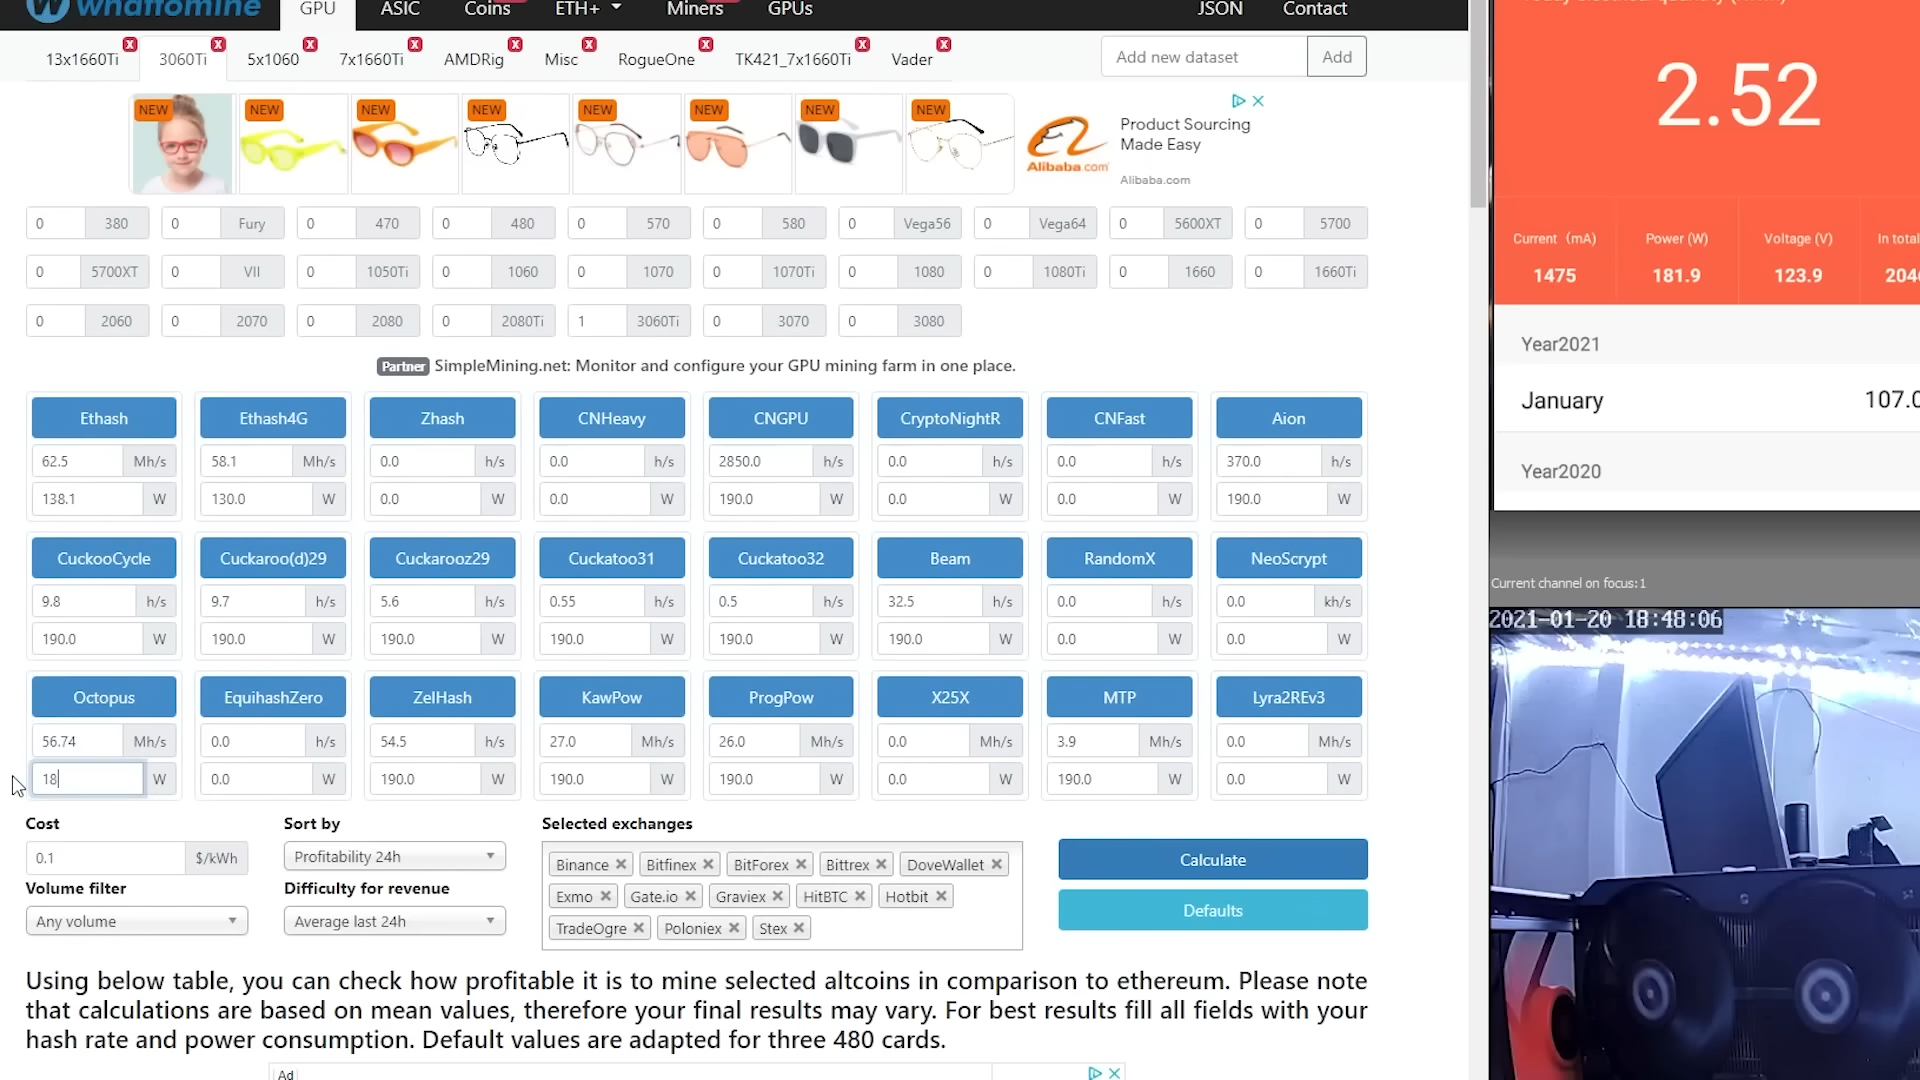 whattomine
GPU
ASIC
Coins
ETH+
Miners
GPUs
JSON
Contact
13x1660Ti
3060Ti
5x1060
7x1660Ti
AMDRig
Misc
RogueOne
TK421_7x1660Ti
Vader
Add new dataset
Add
NEW
NEW
NEW
NEW
NEW
NEW
NEW
NEW
Alibaba.com
Product Sourcing
Made Easy
Alibaba.com
0 380
0 Fury
0 470
0 480
0 570
0 580
0 Vega56
0 Vega64
0 5600XT
0 5700
0 5700XT
0 VII
0 1050Ti
0 1060
0 1070
0 1070Ti
0 1080
0 1080Ti
0 1660
0 1660Ti
0 2060
0 2070
0 2080
0 2080Ti
1 3060Ti
0 3070
0 3080
Partner SimpleMining.net: Monitor and configure your GPU mining farm in one place.
Ethash
Ethash4G
Zhash
CNHeavy
CNGPU
CryptoNightR
CNFast
Aion
62.5 Mh/s
58.1 Mh/s
0.0 h/s
0.0 h/s
2850.0 h/s
0.0 h/s
0.0 h/s
370.0 h/s
138.1 W
130.0 W
0.0 W
0.0 W
190.0 W
0.0 W
0.0 W
190.0 W
CuckooCycle
Cuckaroo(d)29
Cuckarooz29
Cuckatoo31
Cuckatoo32
Beam
RandomX
NeoScrypt
9.8 h/s
9.7 h/s
5.6 h/s
0.55 h/s
0.5 h/s
32.5 h/s
0.0 h/s
0.0 kh/s
190.0 W
190.0 W
190.0 W
190.0 W
190.0 W
190.0 W
0.0 W
0.0 W
Octopus
EquihashZero
ZelHash
KawPow
ProgPow
X25X
MTP
Lyra2REv3
56.74 Mh/s
0.0 h/s
54.5 h/s
27.0 Mh/s
26.0 Mh/s
0.0 Mh/s
3.9 Mh/s
0.0 Mh/s
18 W
0.0 W
190.0 W
190.0 W
190.0 W
0.0 W
190.0 W
0.0 W
Cost
0.1 $/kWh
Volume filter
Any volume
Sort by
Profitability 24h
Difficulty for revenue
Average last 24h
Selected exchanges
Binance
Bitfinex
BitForex
Bittrex
DoveWallet
Exmo
Gate.io
Graviex
HitBTC
Hotbit
TradeOgre
Poloniex
Stex
Calculate
Defaults
Using below table, you can check how profitable it is to mine selected altcoins in comparison to ethereum. Please note
that calculations are based on mean values, therefore your final results may vary. For best results fill all fields with your
hash rate and power consumption. Default values are adapted for three 480 cards.
Ad
2.52
Current (mA)
Power (W)
Voltage (V)
In total
1475
181.9
123.9
Year2021
January
107.0
Year2020
Current channel on focus:1
2021-01-20 18:48:06